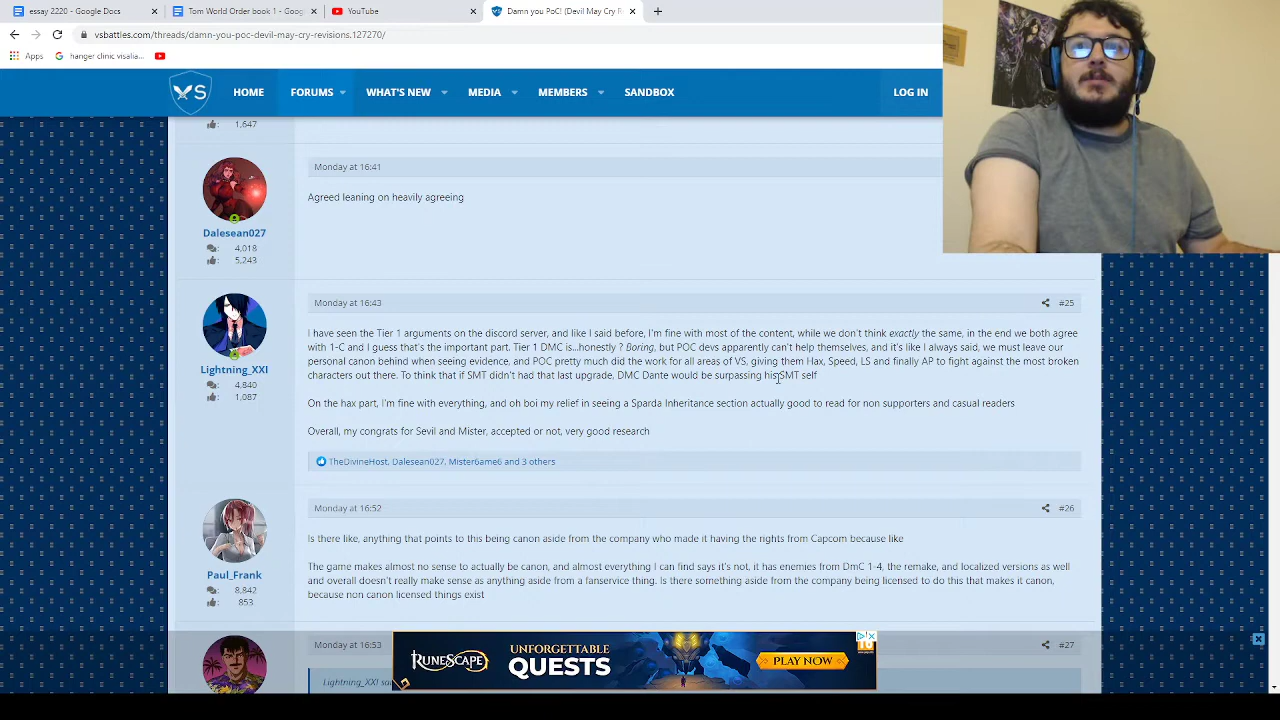 essay 2220 - Google Docs
Tom World Order book 1 - Googl
YouTube
Damn you PoC! (Devil May Cry R
vsbattles.com/threads/damn-you-poc-devil-may-cry-revisions.127270/
Apps
hanger clinic visalia...
VS
HOME
FORUMS
WHAT'S NEW
MEDIA
MEMBERS
SANDBOX
LOG IN
1,647
Monday at 16:41
Agreed leaning on heavily agreeing
Dalesean027
4,018
5,243
Monday at 16:43
#25
I have seen the Tier 1 arguments on the discord server and like I said before, I'm fine with most of the content, while we don't think exactly the same, in the end we both agree
with 1-C and I guess that's the important part. Tier 1 DMC is...honestly ? Boring, but POC devs apparently can't help themselves, and it's like I always said, we must leave our
personal canon behind when seeing evidence and POC pretty much did the work for all areas of VS, giving them Hax, Speed, LS and finally AP to fight against the most broken
characters out there. To think that if SMT didn't had that last upgrade, DMC Dante would be surpassing his SMT self
On the hax part, I'm fine with everything, and oh boi my relief in seeing a Sparda Inheritance section actually good to read for non supporters and casual readers
Overall, my congrats for Sevil and Mister, accepted or not, very good research
Lightning_XXI
4,840
1,087
TheDivineHost, Dalesean027, Mister6ame6 and 3 others
Monday at 16:52
#26
Is there like, anything that points to this being canon aside from the company who made it having the rights from Capcom because like
The game makes almost no sense to actually be canon, and almost everything I can find says it's not, it has enemies from DmC 1-4, the remake, and localized versions as well
and overall doesn't really make sense as anything aside from a fanservice thing. Is there something aside from the company being licensed to do this that makes it canon,
because non canon licensed things exist
Paul_Frank
8,842
853
Monday at 16:53
#27
Lightning_XXI said
RUNESCAPE
UNFORGETTABLE
QUESTS
PLAY NOW